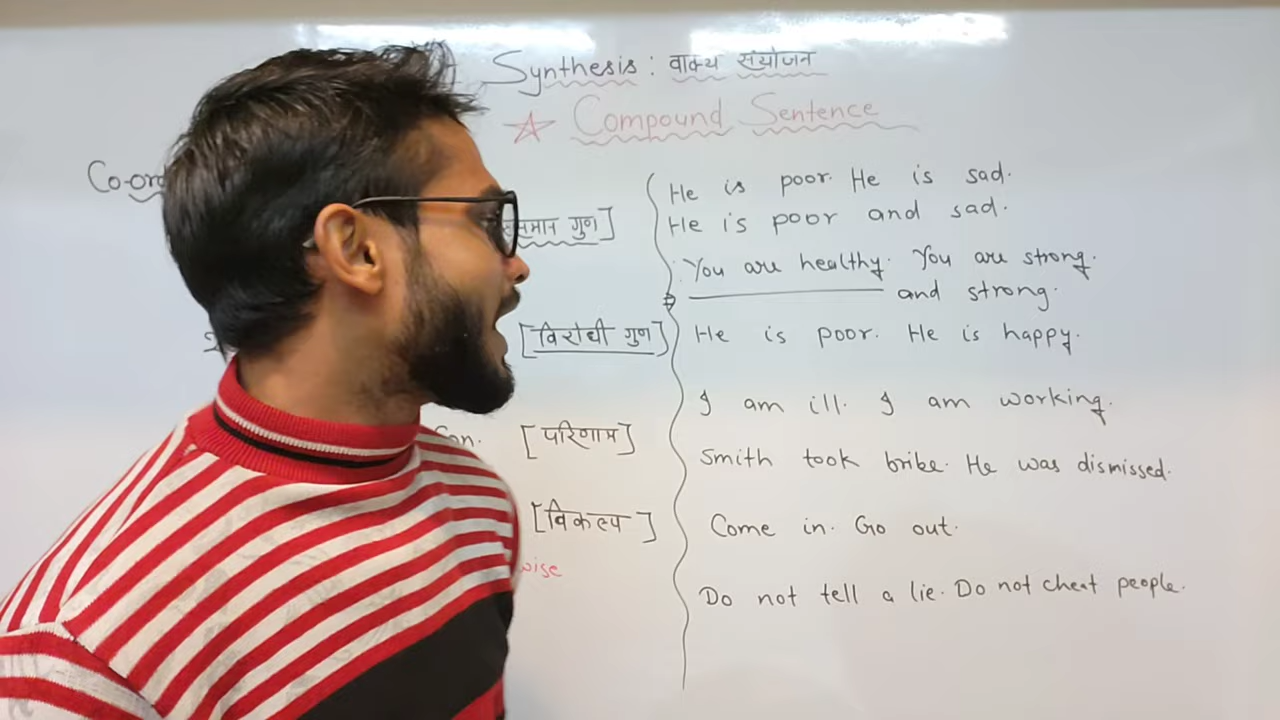 Synthesis : वाक्य संयोजन
☆ Compound Sentence
Co-ord
समान गुण]
[विरोधी गुण]
Con. [परिणाम]
[विकल्प]
wise
He is poor. He is sad.
He is poor and sad.
You are healthy. You are strong.
and strong.
He is poor. He is happy.
I am ill. I am working.
Smith took bribe. He was dismissed.
Come in. Go out.
Do not tell a lie. Do not cheat people.